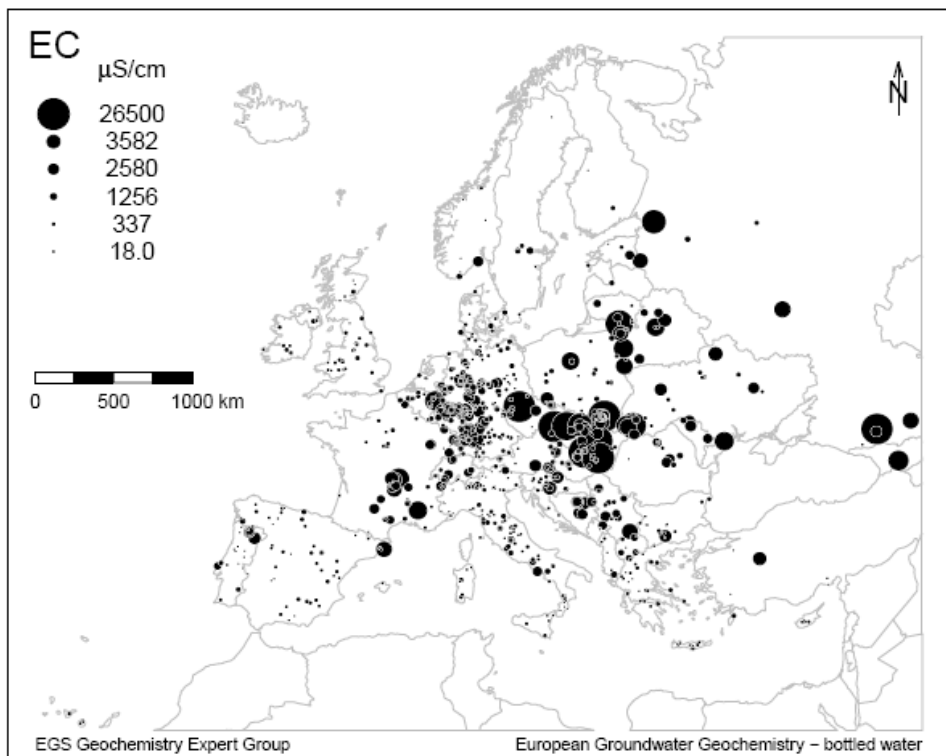 EC
μS/cm
26500
3582
2580
1256
337
18.0
N
0 500 1000 km
EGS Geochemistry Expert Group
European Groundwater Geochemistry – bottled water